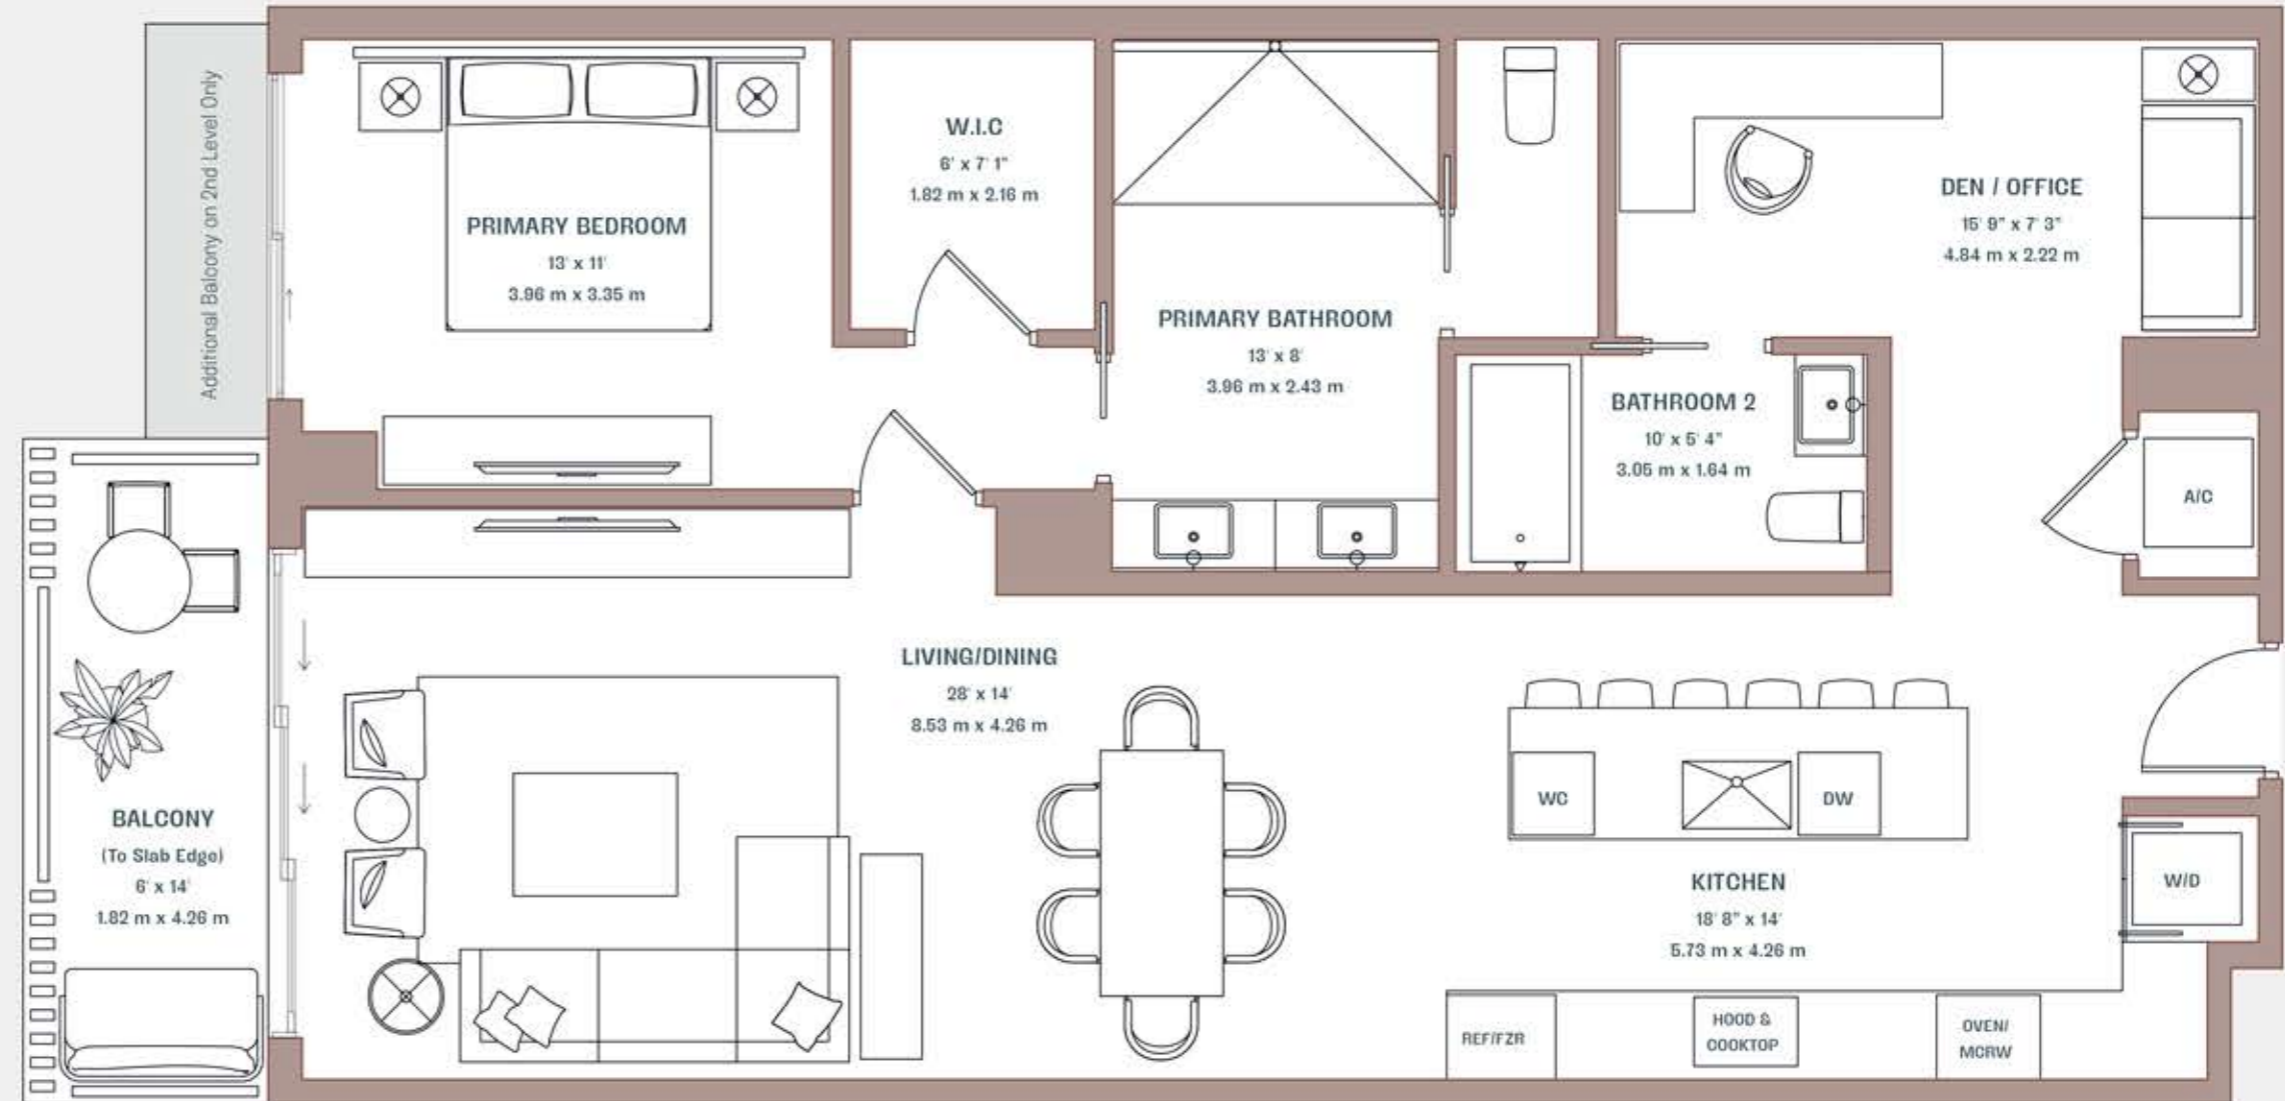 Additional Balcony on 2nd Level Only
PRIMARY BEDROOM
13' x 11'
3.96 m x 3.35 m
W.I.C
6' x 7' 1"
1.82 m x 2.16 m
PRIMARY BATHROOM
13' x 8'
3.96 m x 2.43 m
DEN / OFFICE
15' 9" x 7' 3"
4.84 m x 2.22 m
BATHROOM 2
10' x 5' 4"
3.05 m x 1.64 m
A/C
LIVING/DINING
28' x 14'
8.53 m x 4.26 m
BALCONY
(To Slab Edge)
6' x 14'
1.82 m x 4.26 m
WC
DW
KITCHEN
18' 8" x 14'
5.73 m x 4.26 m
W/D
REF/FZR
HOOD &
COOKTOP
OVEN/
MCRW